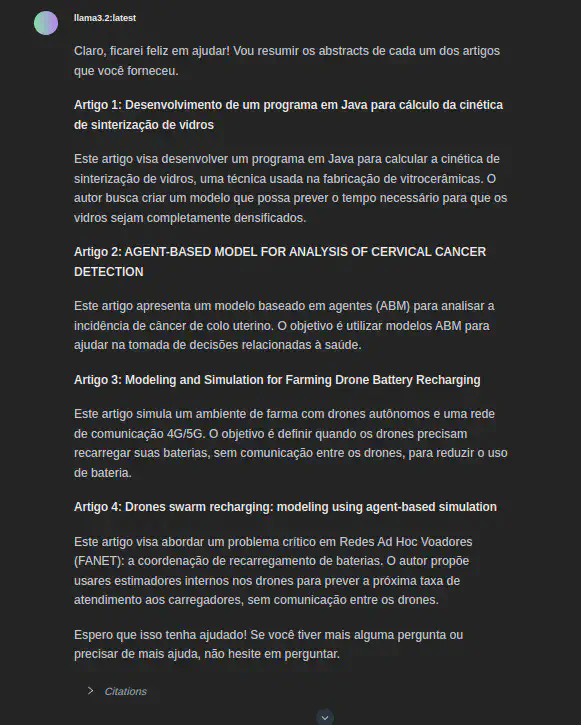 llama3.2:latest
Claro, ficarei feliz em ajudar! Vou resumir os abstracts de cada um dos artigos
que você forneceu.
Artigo 1: Desenvolvimento de um programa em Java para cálculo da cinética
de sinterização de vidros
Este artigo visa desenvolver um programa em Java para calcular a cinética de
sinterização de vidros, uma técnica usada na fabricação de vitrocerâmicas. O
autor busca criar um modelo que possa prever o tempo necessário para que os
vidros sejam completamente densificados.
Artigo 2: AGENT-BASED MODEL FOR ANALYSIS OF CERVICAL CANCER
DETECTION
Este artigo apresenta um modelo baseado em agentes (ABM) para analisar a
incidência de câncer de colo uterino. O objetivo é utilizar modelos ABM para
ajudar na tomada de decisões relacionadas à saúde.
Artigo 3: Modeling and Simulation for Farming Drone Battery Recharging
Este artigo simula um ambiente de farma com drones autônomos e uma rede
de comunicação 4G/5G. O objetivo é definir quando os drones precisam
recarregar suas baterias, sem comunicação entre os drones, para reduzir o uso
de bateria.
Artigo 4: Drones swarm recharging: modeling using agent-based simulation
Este artigo visa abordar um problema crítico em Redes Ad Hoc Voadores
(FANET): a coordenação de recarregamento de baterias. O autor propõe
usares estimadores internos nos drones para prever a próxima taxa de
atendimento aos carregadores, sem comunicação entre os drones.
Espero que isso tenha ajudado! Se você tiver mais alguma pergunta ou
precisar de mais ajuda, não hesite em perguntar.
Citations